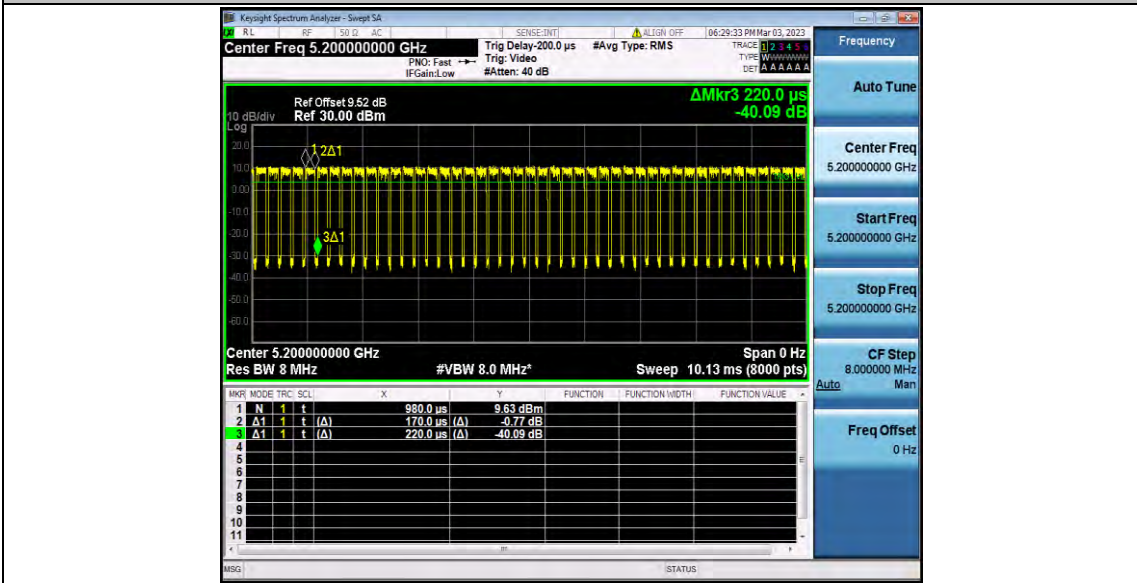 Keysight Spectrum Analyzer - Swept SA
RL RF 50 Ω AC SENSE:INT ALIGN OFF 06:29:33 PM Mar 03, 2023
Center Freq 5.200000000 GHz
PNO: Fast
IFGain:Low
Trig Delay-200.0 µs
Trig: Video
#Atten: 40 dB
#Avg Type: RMS
TRACE 1 2 3 4 5 6
TYPE
DET A A A A A A
Frequency
Auto Tune
Center Freq
5.200000000 GHz
Start Freq
5.200000000 GHz
Stop Freq
5.200000000 GHz
CF Step
8.000000 MHz
Auto Man
Freq Offset
0 Hz
ΔMkr3 220.0 µs
-40.09 dB
Ref Offset 9.52 dB
10 dB/div Ref 30.00 dBm
Log
20.0
10.0
0.00
-10.0
-20.0
-30.0
-40.0
-50.0
-60.0
1 2Δ1
3Δ1
Center 5.200000000 GHz Span 0 Hz
Res BW 8 MHz #VBW 8.0 MHz* Sweep 10.13 ms (8000 pts)
MKR MODE TRC SCL X Y FUNCTION FUNCTION WIDTH FUNCTION VALUE
1 N 1 t 980.0 µs 9.63 dBm
2 Δ1 1 t (Δ) 170.0 µs (Δ) -0.77 dB
3 Δ1 1 t (Δ) 220.0 µs (Δ) -40.09 dB
4
5
6
7
8
9
10
11
MSG STATUS